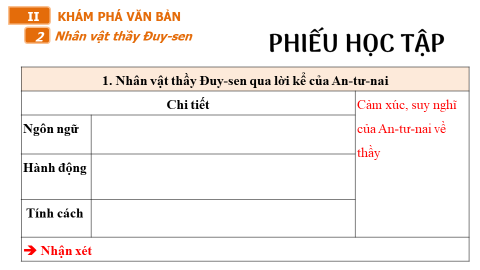 II KHÁM PHÁ VĂN BẢN
2 Nhân vật thầy Đuy-sen
PHIẾU HỌC TẬP
1. Nhân vật thầy Đuy-sen qua lời kể của An-tư-nai
Chi tiết
Cảm xúc, suy nghĩ
của An-tư-nai về
thầy
Ngôn ngữ
Hành động
Tính cách
➔ Nhận xét